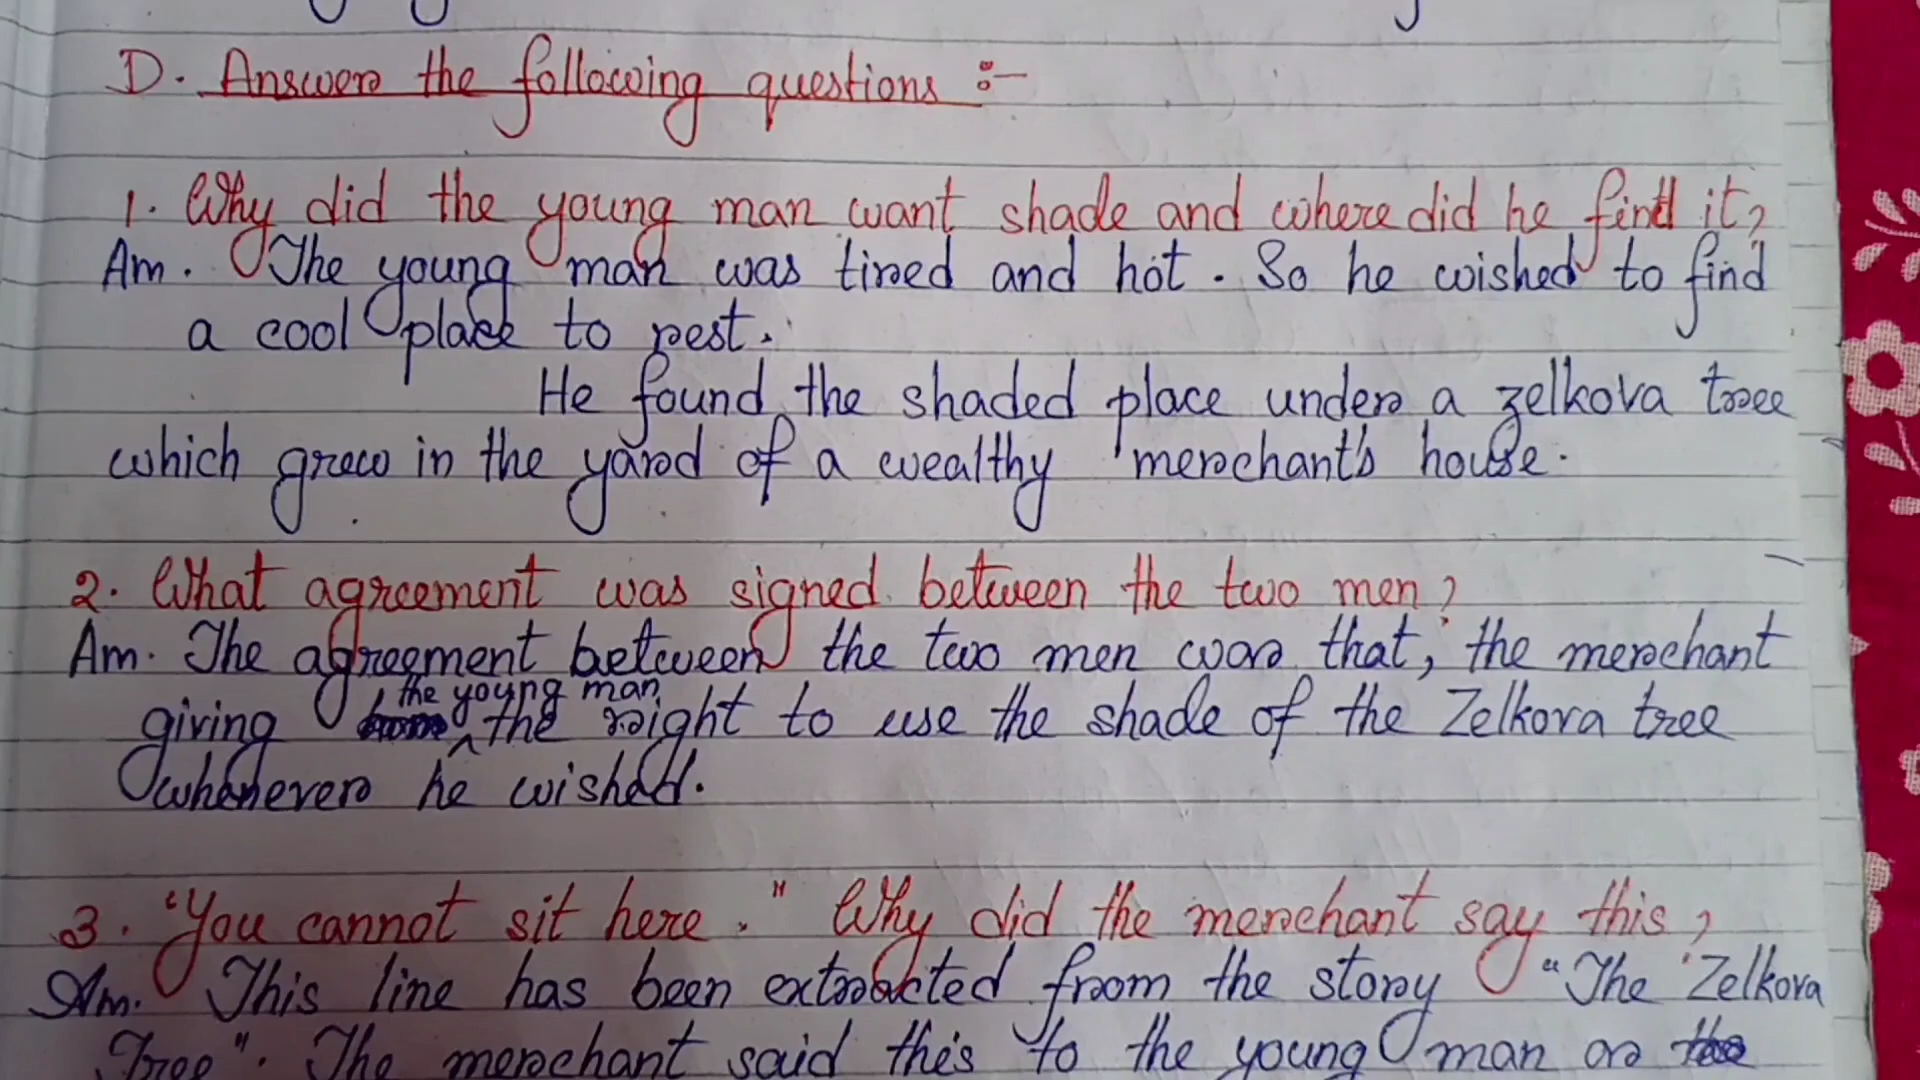 D. Answer the following questions :-
1. Why did the young man want shade and where did he find it?
Ans. The young man was tired and hot. So he wished to find
a cool place to rest.
He found the shaded place under a zelkova tree
which grew in the yard of a wealthy merchant's house.
2. What agreement was signed between the two men?
Ans. The agreement between the two men was that, the merchant
the young man
giving the right to use the shade of the Zelkova tree
whenever he wished.
3. "You cannot sit here." Why did the merchant say this?
Ans. This line has been extracted from the story "The Zelkova
Tree". The merchant said this to the young man as